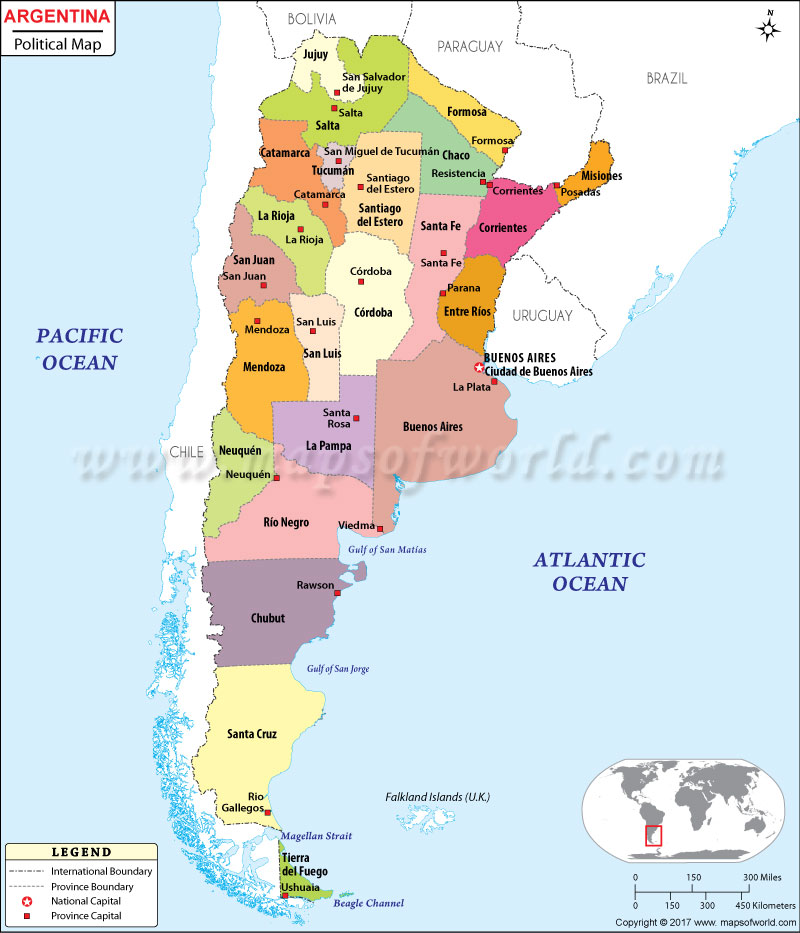 ARGENTINA
Political Map
BOLIVIA
PARAGUAY
BRAZIL
N
Jujuy
San Salvador
de Jujuy
Salta
Salta
Formosa
Formosa
Catamarca
San Miguel de Tucumán
Tucumán
Chaco
Resistencia
Misiones
Posadas
Santiago
del Estero
Catamarca
Corrientes
Corrientes
La Rioja
La Rioja
Santiago
del Estero
Santa Fe
Santa Fe
San Juan
San Juan
Córdoba
Córdoba
Parana
Entre Ríos
URUGUAY
Mendoza
Mendoza
San Luis
San Luis
PACIFIC
OCEAN
BUENOS AIRES
Ciudad de Buenos Aires
La Plata
Santa
Rosa
La Pampa
Buenos Aires
CHILE
Neuquén
Neuquén
www.mapsofworld.com
Río Negro
Viedma
Gulf of San Matías
ATLANTIC
OCEAN
Rawson
Chubut
Gulf of San Jorge
Santa Cruz
Rio
Gallegos
Falkland Islands (U.K.)
Magellan Strait
Tierra
del Fuego
Ushuaia
Beagle Channel
LEGEND
International Boundary
Province Boundary
National Capital
Province Capital
0 150 300 Miles
0 150 300 450 Kilometers
Copyright © 2017 www. mapsofworld.com